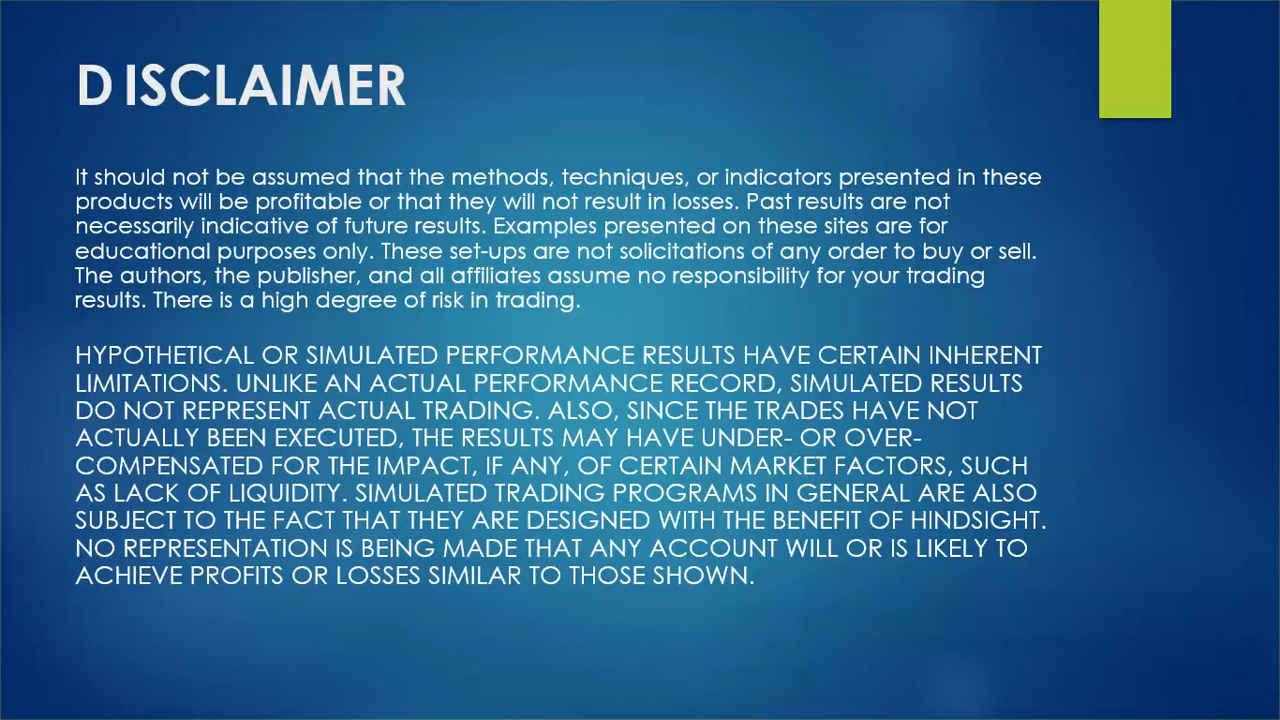 DISCLAIMER
It should not be assumed that the methods, techniques, or indicators presented in these
products will be profitable or that they will not result in losses. Past results are not
necessarily indicative of future results. Examples presented on these sites are for
educational purposes only. These set-ups are not solicitations of any order to buy or sell.
The authors, the publisher, and all affiliates assume no responsibility for your trading
results. There is a high degree of risk in trading.
HYPOTHETICAL OR SIMULATED PERFORMANCE RESULTS HAVE CERTAIN INHERENT
LIMITATIONS. UNLIKE AN ACTUAL PERFORMANCE RECORD, SIMULATED RESULTS
DO NOT REPRESENT ACTUAL TRADING. ALSO, SINCE THE TRADES HAVE NOT
ACTUALLY BEEN EXECUTED, THE RESULTS MAY HAVE UNDER- OR OVER-
COMPENSATED FOR THE IMPACT, IF ANY, OF CERTAIN MARKET FACTORS, SUCH
AS LACK OF LIQUIDITY. SIMULATED TRADING PROGRAMS IN GENERAL ARE ALSO
SUBJECT TO THE FACT THAT THEY ARE DESIGNED WITH THE BENEFIT OF HINDSIGHT.
NO REPRESENTATION IS BEING MADE THAT ANY ACCOUNT WILL OR IS LIKELY TO
ACHIEVE PROFITS OR LOSSES SIMILAR TO THOSE SHOWN.